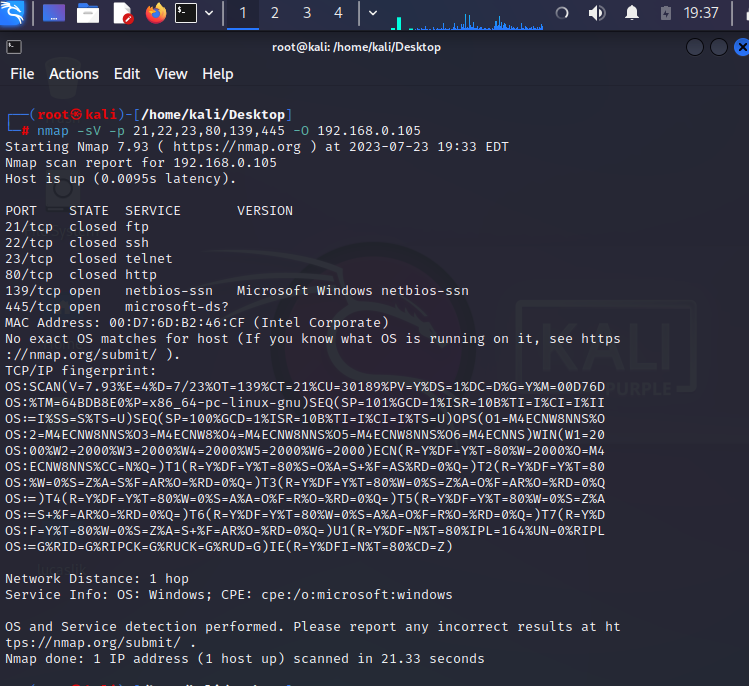 1 2 3 4 19:37
root@kali: /home/kali/Desktop
File Actions Edit View Help
┌──(root㉿kali)-[/home/kali/Desktop]
└─# nmap -sV -p 21,22,23,80,139,445 -O 192.168.0.105
Starting Nmap 7.93 ( https://nmap.org ) at 2023-07-23 19:33 EDT
Nmap scan report for 192.168.0.105
Host is up (0.0095s latency).
PORT STATE SERVICE VERSION
21/tcp closed ftp
22/tcp closed ssh
23/tcp closed telnet
80/tcp closed http
139/tcp open netbios-ssn Microsoft Windows netbios-ssn
445/tcp open microsoft-ds?
MAC Address: 00:D7:6D:B2:46:CF (Intel Corporate)
No exact OS matches for host (If you know what OS is running on it, see https
://nmap.org/submit/ ).
TCP/IP fingerprint:
OS:SCAN(V=7.93%E=4%D=7/23%OT=139%CT=21%CU=30189%PV=Y%DS=1%DC=D%G=Y%M=00D76D
OS:%TM=64BDB8E0%P=x86_64-pc-linux-gnu)SEQ(SP=101%GCD=1%ISR=10B%TI=I%CI=I%II
OS:=I%SS=S%TS=U)SEQ(SP=100%GCD=1%ISR=10B%TI=I%CI=I%TS=U)OPS(O1=M4ECNW8NNS%O
OS:2=M4ECNW8NNS%O3=M4ECNW8%O4=M4ECNW8NNS%O5=M4ECNW8NNS%O6=M4ECNNS)WIN(W1=20
OS:00%W2=2000%W3=2000%W4=2000%W5=2000%W6=2000)ECN(R=Y%DF=Y%T=80%W=2000%O=M4
OS:ECNW8NNS%CC=N%Q=)T1(R=Y%DF=Y%T=80%S=O%A=S+%F=AS%RD=0%Q=)T2(R=Y%DF=Y%T=80
OS:%W=0%S=Z%A=S%F=AR%O=%RD=0%Q=)T3(R=Y%DF=Y%T=80%W=0%S=Z%A=O%F=AR%O=%RD=0%Q
OS:=)T4(R=Y%DF=Y%T=80%W=0%S=A%A=O%F=R%O=%RD=0%Q=)T5(R=Y%DF=Y%T=80%W=0%S=Z%A
OS:=S+%F=AR%O=%RD=0%Q=)T6(R=Y%DF=Y%T=80%W=0%S=A%A=O%F=R%O=%RD=0%Q=)T7(R=Y%D
OS:F=Y%T=80%W=0%S=Z%A=S+%F=AR%O=%RD=0%Q=)U1(R=Y%DF=N%T=80%IPL=164%UN=0%RIPL
OS:=G%RID=G%RIPCK=G%RUCK=G%RUD=G)IE(R=Y%DFI=N%T=80%CD=Z)
Network Distance: 1 hop
Service Info: OS: Windows; CPE: cpe:/o:microsoft:windows
OS and Service detection performed. Please report any incorrect results at ht
tps://nmap.org/submit/ .
Nmap done: 1 IP address (1 host up) scanned in 21.33 seconds
KALI
PURPLE